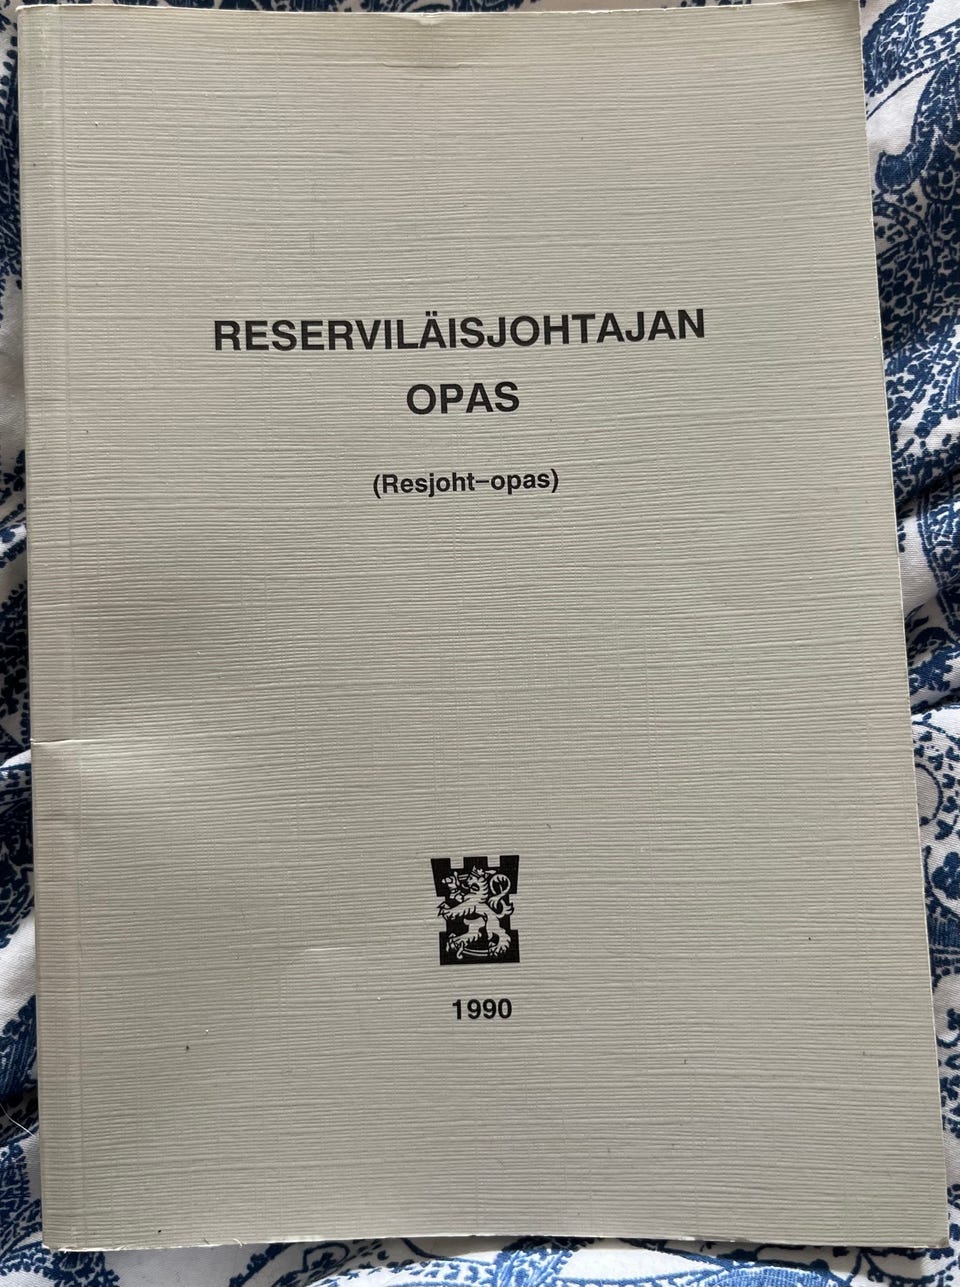 RESERVILÄISJOHTAJAN
OPAS
(Resjoht-opas)
1990